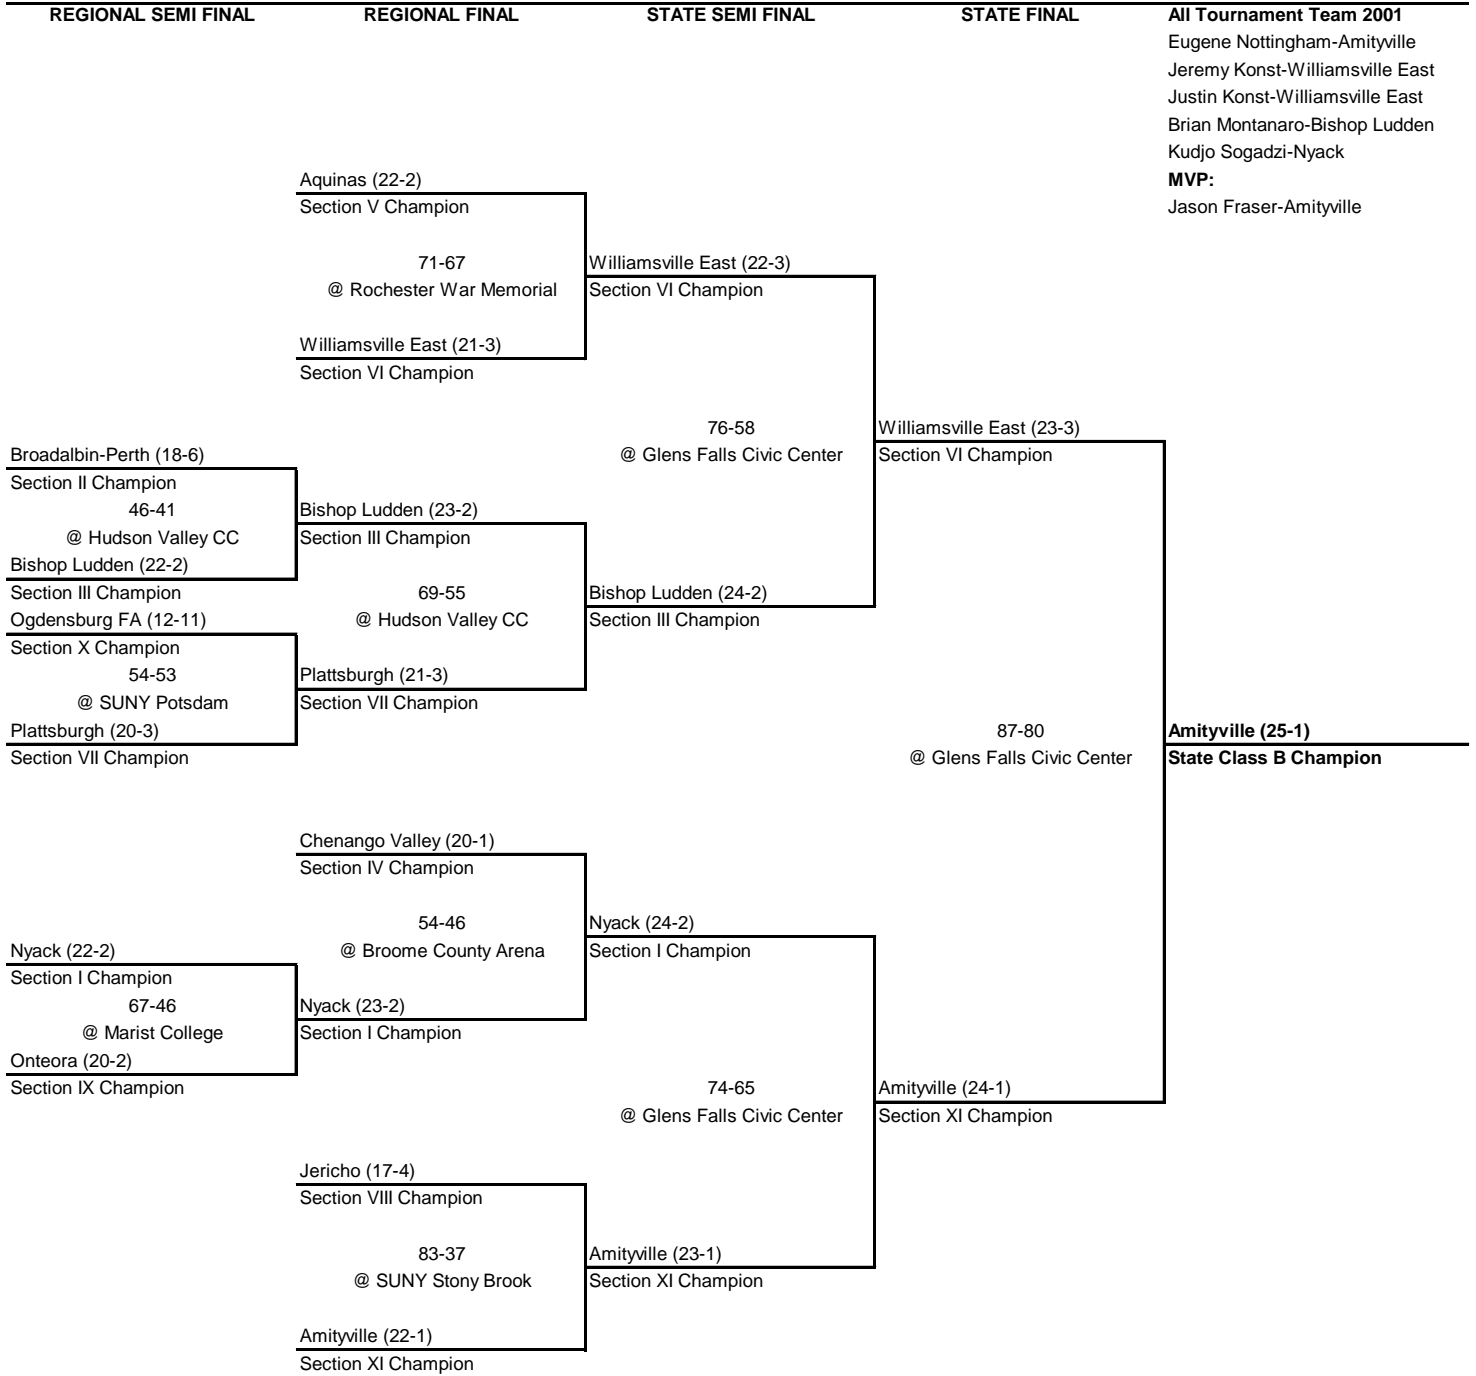 REGIONAL SEMI FINAL REGIONAL FINAL STATE SEMI FINAL STATE FINAL All Tournament Team 2001
Eugene Nottingham-Amityville
Jeremy Konst-Williamsville East
Justin Konst-Williamsville East
Brian Montanaro-Bishop Ludden
Kudjo Sogadzi-Nyack
Aquinas (22-2) MVP:
Section V Champion Jason Fraser-Amityville
71-67 Williamsville East (22-3)
@ Rochester War Memorial Section VI Champion
Williamsville East (21-3)
Section VI Champion
76-58 Williamsville East (23-3)
Broadalbin-Perth (18-6) @ Glens Falls Civic Center Section VI Champion
Section II Champion
46-41 Bishop Ludden (23-2)
@ Hudson Valley CC Section III Champion
Bishop Ludden (22-2)
Section III Champion 69-55 Bishop Ludden (24-2)
Ogdensburg FA (12-11) @ Hudson Valley CC Section III Champion
Section X Champion
54-53 Plattsburgh (21-3)
@ SUNY Potsdam Section VII Champion
Plattsburgh (20-3) 87-80 Amityville (25-1)
Section VII Champion @ Glens Falls Civic Center State Class B Champion
Chenango Valley (20-1)
Section IV Champion
54-46 Nyack (24-2)
Nyack (22-2) @ Broome County Arena Section I Champion
Section I Champion
67-46 Nyack (23-2)
@ Marist College Section I Champion
Onteora (20-2)
Section IX Champion 74-65 Amityville (24-1)
@ Glens Falls Civic Center Section XI Champion
Jericho (17-4)
Section VIII Champion
83-37 Amityville (23-1)
@ SUNY Stony Brook Section XI Champion
Amityville (22-1)
Section XI Champion